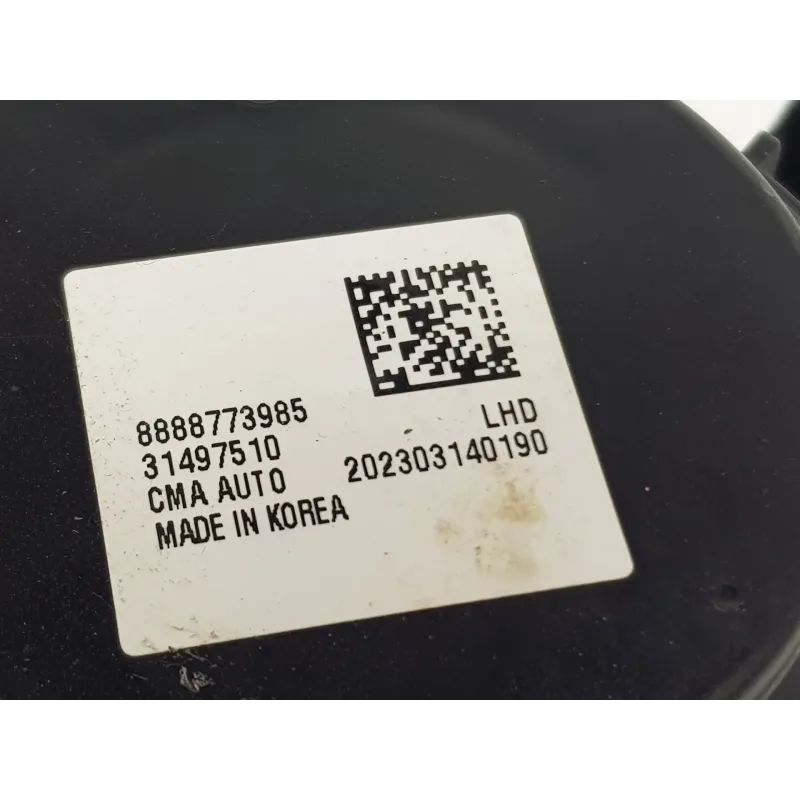 8888773985
31497510
CMA AUTO
MADE IN KOREA
LHD
202303140190